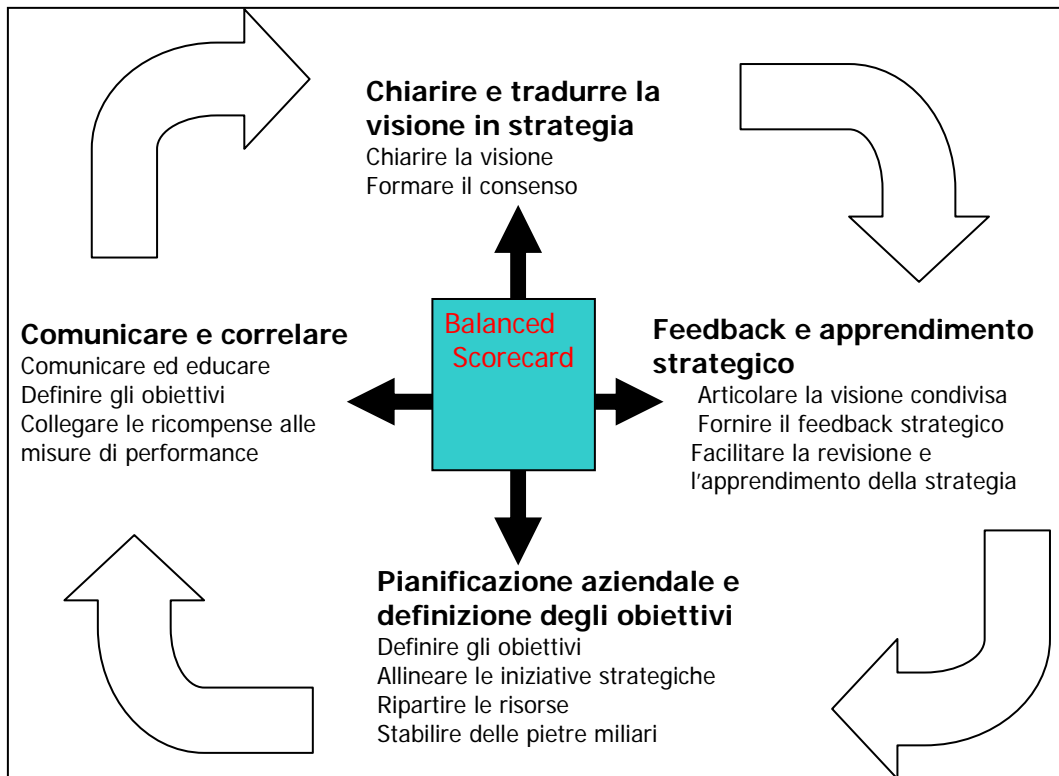 Chiarire e tradurre la
visione in strategia
Chiarire la visione
Formare il consenso
Comunicare e correlare
Comunicare ed educare
Definire gli obiettivi
Collegare le ricompense alle
misure di performance
Balanced
Scorecard
Feedback e apprendimento
strategico
Articolare la visione condivisa
Fornire il feedback strategico
Facilitare la revisione e
l'apprendimento della strategia
Pianificazione aziendale e
definizione degli obiettivi
Definire gli obiettivi
Allineare le iniziative strategiche
Ripartire le risorse
Stabilire delle pietre miliari